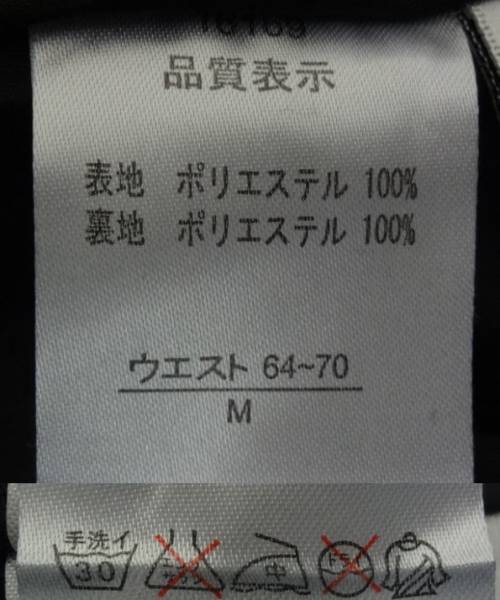 品質表示
表地 ポリエステル 100%
裏地 ポリエステル 100%
ウエスト 64~70
M
手洗イ
30
中